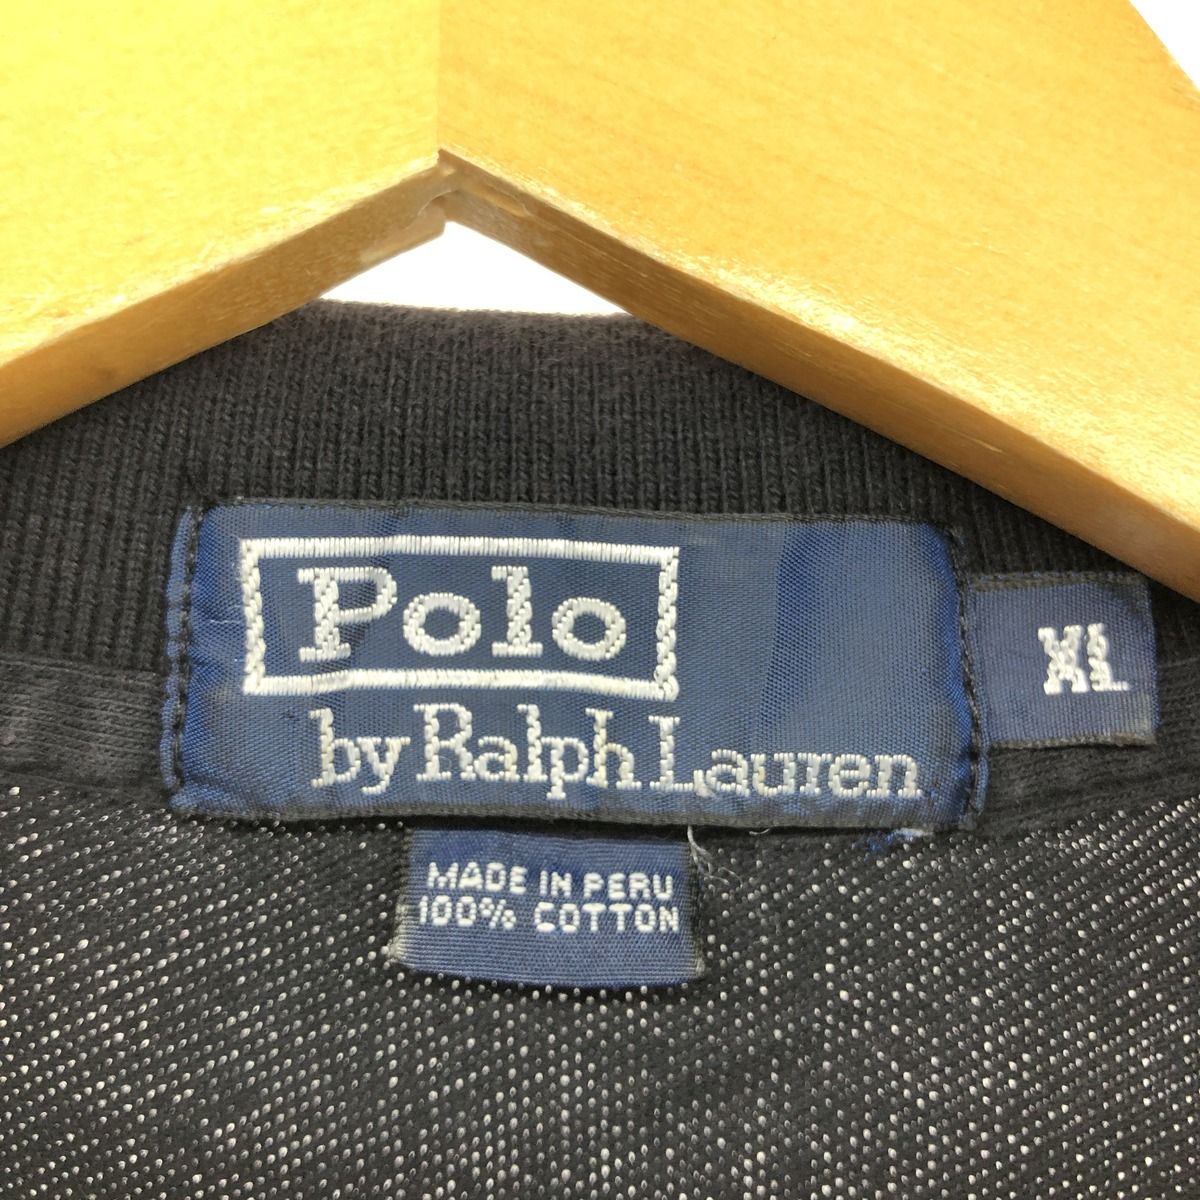 Polo
by Ralph Lauren
XL
MADE IN PERU
100% COTTON